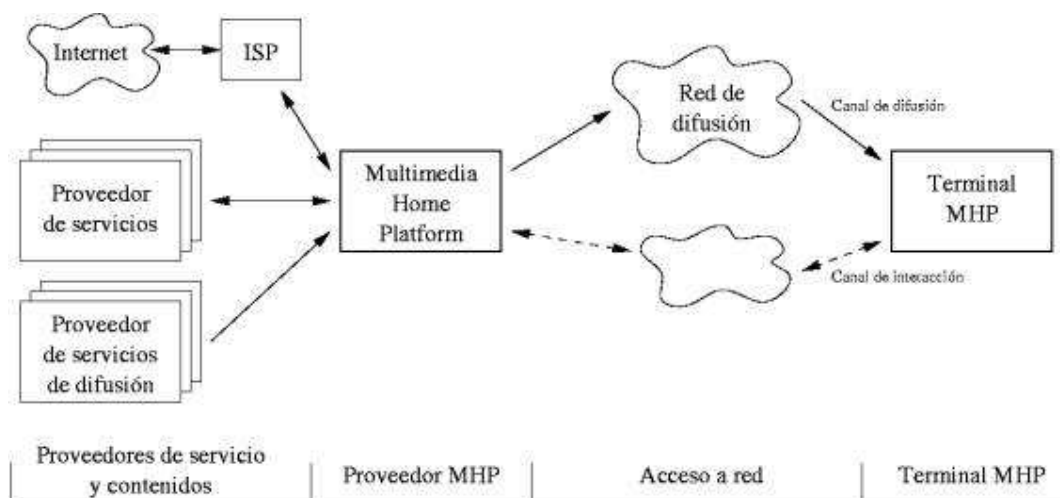 Internet
ISP
Red de
difusión
Canal de difusión
Proveedor
de servicios
Multimedia
Home
Platform
Terminal
MHP
Canal de interacción
Proveedor
de servicios
de difusión
Proveedores de servicio
y contenidos
Proveedor MHP
Acceso a red
Terminal MHP